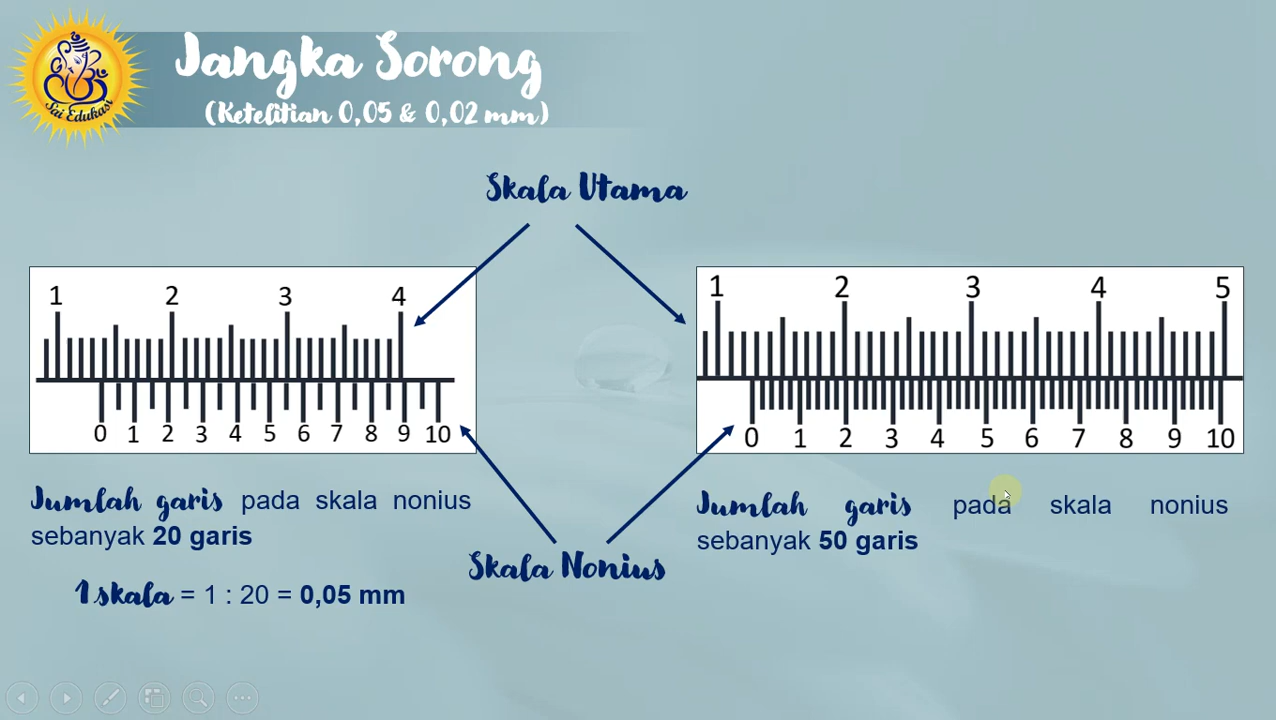 Sai Edukasi
Jangka Sorong
(Ketelitian 0,05 & 0,02 mm)
Skala Utama
1 2 3 4
0 1 2 3 4 5 6 7 8 9 10
1 2 3 4 5
0 1 2 3 4 5 6 7 8 9 10
Jumlah garis pada skala nonius
sebanyak 20 garis
1 skala = 1 : 20 = 0,05 mm
Skala Nonius
Jumlah garis pada skala nonius
sebanyak 50 garis